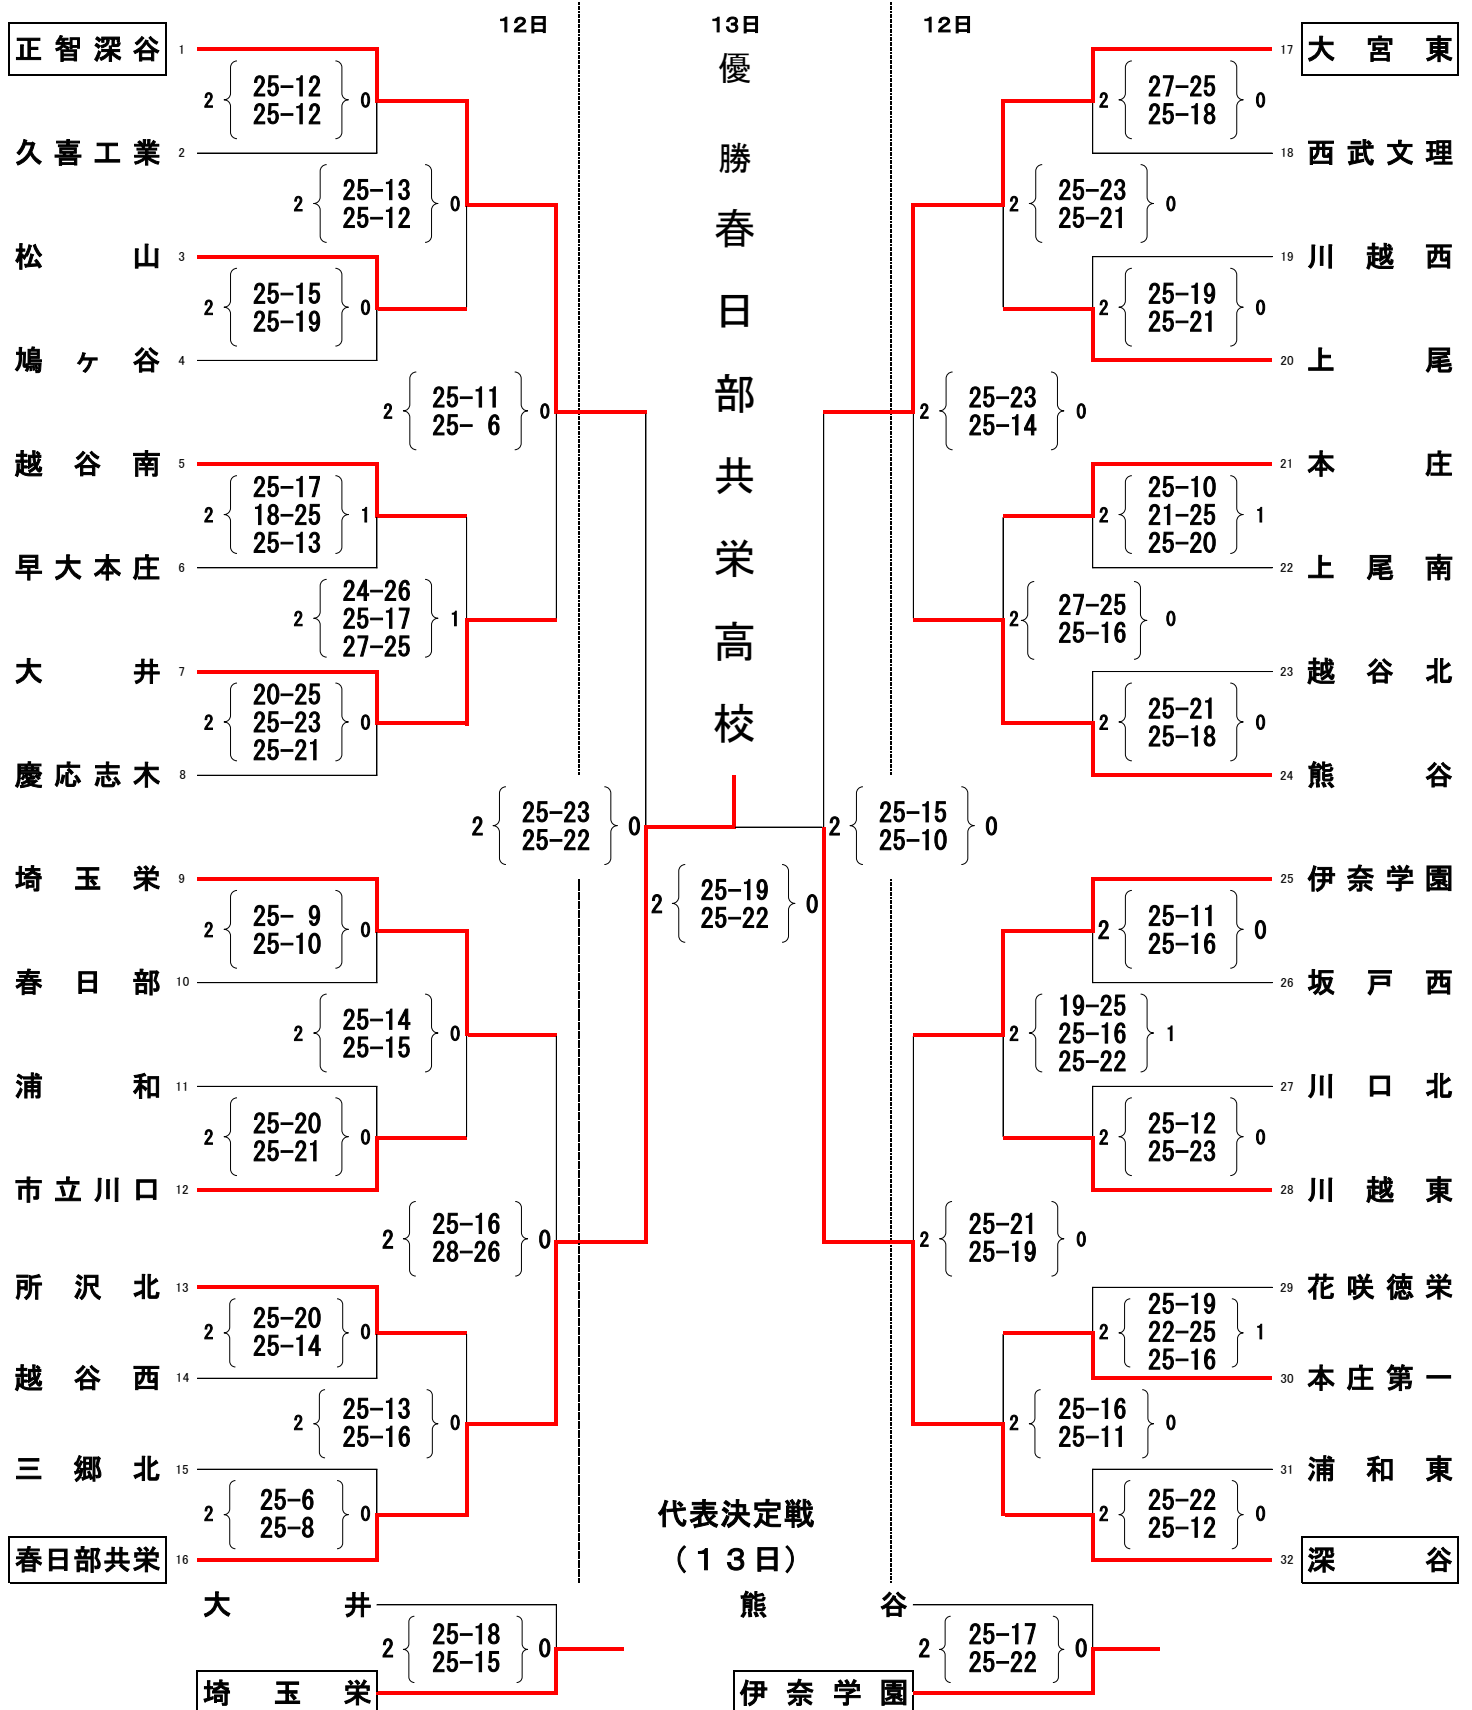 12日
13日
12日
優勝 春日部共栄高校
正智深谷 1
2 25-12 0
25-12
久喜工業 2
2 25-13 0
25-12
松山 3
2 25-15 0
25-19
鳩ヶ谷 4
2 25-11 0
25- 6
越谷南 5
2 25-17 1
18-25
25-13
早大本庄 6
2 24-26 1
25-17
27-25
大井 7
2 20-25 0
25-23
25-21
慶応志木 8
2 25-23 0
25-22
埼玉栄 9
2 25- 9 0
25-10
春日部 10
2 25-14 0
25-15
浦和 11
2 25-20 0
25-21
市立川口 12
2 25-16 0
28-26
所沢北 13
2 25-20 0
25-14
越谷西 14
2 25-13 0
25-16
三郷北 15
2 25-6 0
25-8
春日部共栄 16
2 25-19 0
25-22
17 大宮東
2 27-25 0
25-18
18 西武文理
2 25-23 0
25-21
19 川越西
2 25-19 0
25-21
20 上尾
2 25-23 0
25-14
21 本庄
2 25-10 1
21-25
25-20
22 上尾南
2 27-25 0
25-16
23 越谷北
2 25-21 0
25-18
24 熊谷
2 25-15 0
25-10
25 伊奈学園
2 25-11 0
25-16
26 坂戸西
2 19-25 1
25-16
25-22
27 川口北
2 25-12 0
25-23
28 川越東
2 25-21 0
25-19
29 花咲徳栄
2 25-19 1
22-25
25-16
30 本庄第一
2 25-16 0
25-11
31 浦和東
2 25-22 0
25-12
32 深谷
代表決定戦
(13日)
大井
2 25-18 0
25-15
埼玉栄
熊谷
2 25-17 0
25-22
伊奈学園